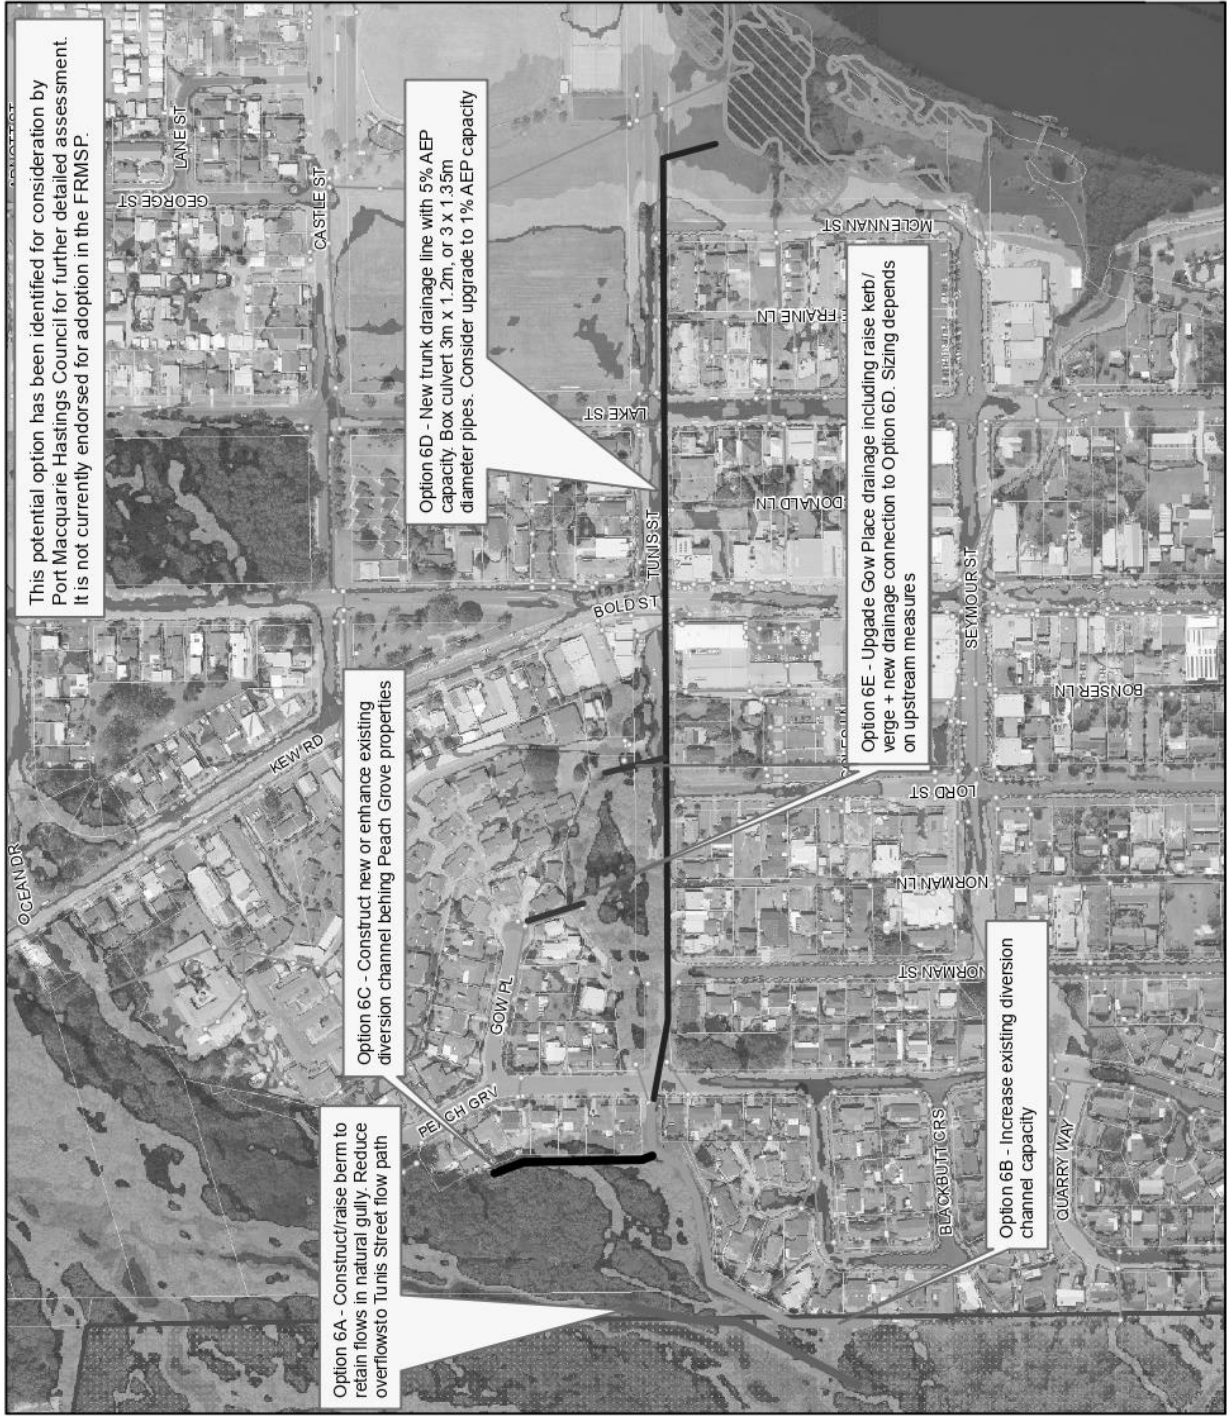 This potential option has been identified for consideration by
Port Macquarie Hastings Council for further detailed assessment.
It is not currently endorsed for adoption in the FRMSP.
Option 6D - New trunk drainage line with 5% AEP
capacity. Box culvert 3m x 1.2m, or 3 x 1.35m
diameter pipes. Consider upgrade to 1% AEP capacity
Option 6C - Construct new or enhance existing
diversion channel behing Peach Grove properties
Option 6A - Construct/raise berm to
retain flows in natural gully. Reduce
overflowsto Tunis Street flow path
Option 6E - Upgade Gow Place drainage including raise kerb/
verge + new drainage connection to Option 6D. Sizing depends
on upstream measures
Option 6B - Increase existing diversion
channel capacity
LANE ST
GEORGE ST
CASTLE ST
OCEAN DR
KEW RD
LAKE ST
TUNIS ST
BOLD ST
GOW PL
PEACH GRV
MCLENNAN ST
FRAINE LN
DONALD LN
SEYMOUR ST
BONSER LN
LORD ST
NORMAN LN
NORMAN ST
BLACKBUTT CRS
QUARRY WAY